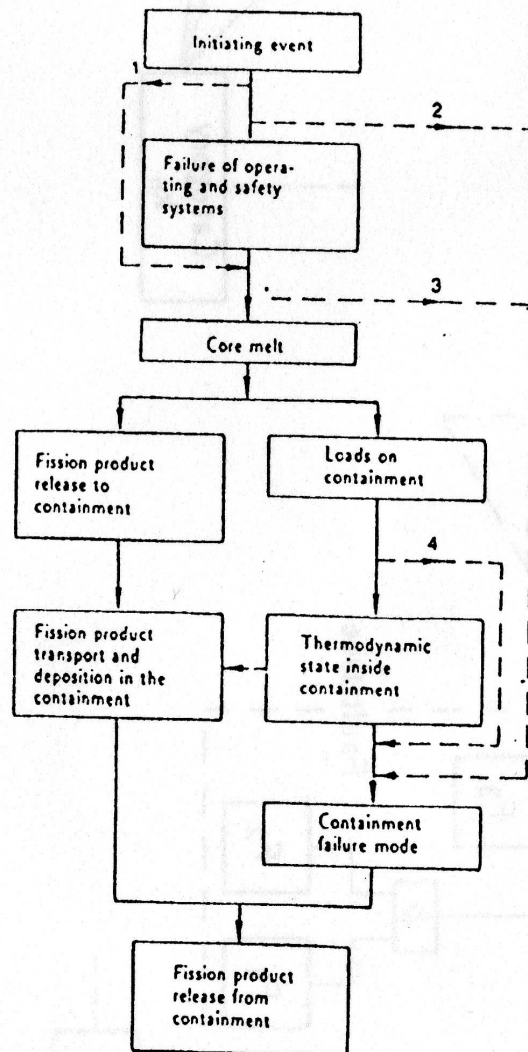 Initiating event
1
2
Failure of opera-
ting and safety
systems
3
Core melt
Fission product
release to
containment
Loads on
containment
4
Fission product
transport and
deposition in the
containment
Thermodynamic
state inside
containment
Containment
failure mode
Fission product
release from
containment